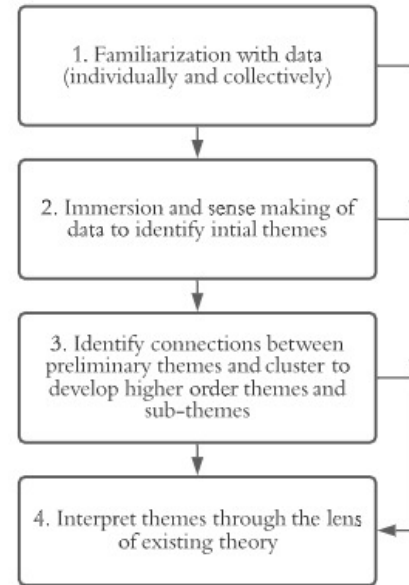 1. Familiarization with data
(individually and collectively)
2. Immersion and sense making of
data to identify intial themes
3. Identify connections between
preliminary themes and cluster to
develop higher order themes and
sub-themes
4. Interpret themes through the lens
of existing theory